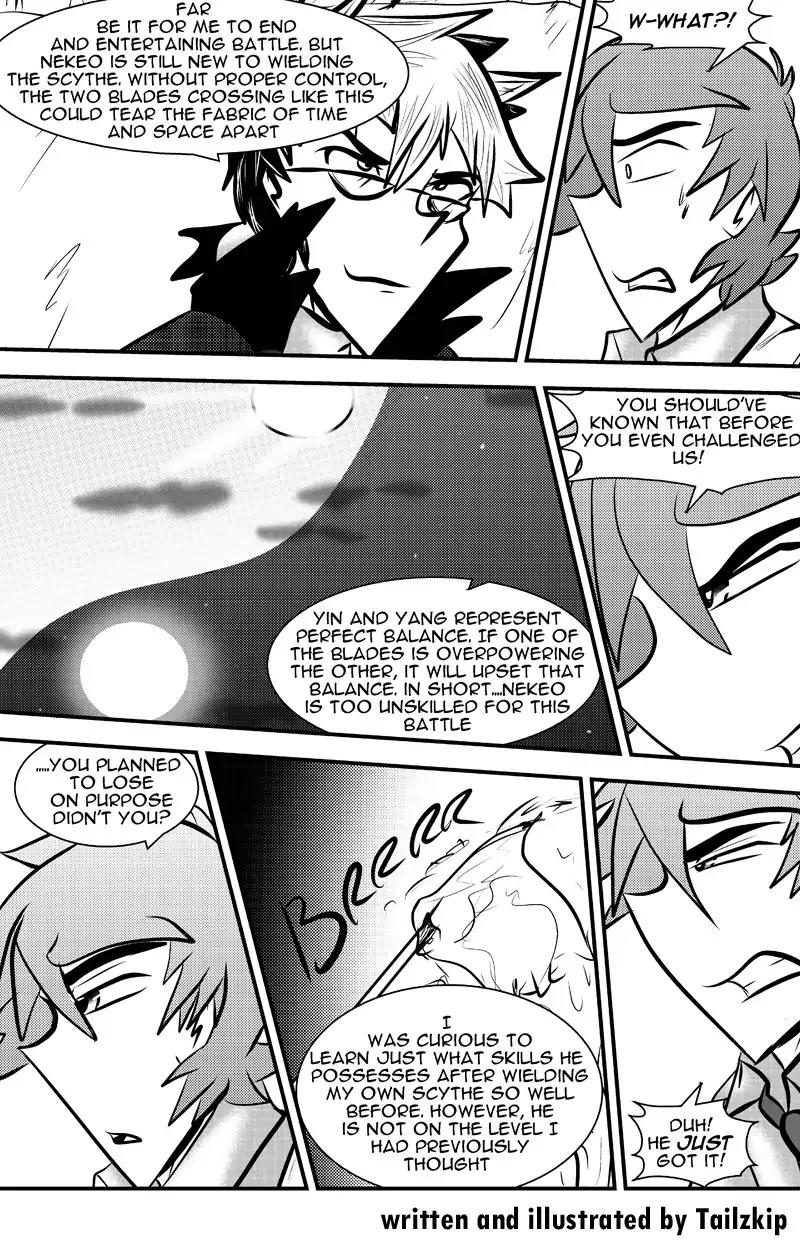 FAR
BE IT FOR ME TO END
AND ENTERTAINING BATTLE. BUT
NEKEO IS STILL NEW TO WIELDING
THE SCYTHE. WITHOUT PROPER CONTROL,
THE TWO BLADES CROSSING LIKE THIS
COULD TEAR THE FABRIC OF TIME
AND SPACE APART
W-WHAT?!
YOU SHOULD'VE
KNOWN THAT BEFORE
YOU EVEN CHALLENGED
US!
YIN AND YANG REPRESENT
PERFECT BALANCE. IF ONE OF
THE BLADES IS OVERPOWERING
THE OTHER, IT WILL UPSET THAT
BALANCE. IN SHORT....NEKEO
IS TOO UNSKILLED FOR THIS
BATTLE
.....YOU PLANNED
TO LOSE
ON PURPOSE
DIDN'T YOU?
BRRRRR
I
WAS CURIOUS TO
LEARN JUST WHAT SKILLS HE
POSSESSES AFTER WIELDING
MY OWN SCYTHE SO WELL
BEFORE. HOWEVER, HE
IS NOT ON THE LEVEL I
HAD PREVIOUSLY
THOUGHT
DUH!
HE JUST
GOT IT!
written and illustrated by Tailzkip